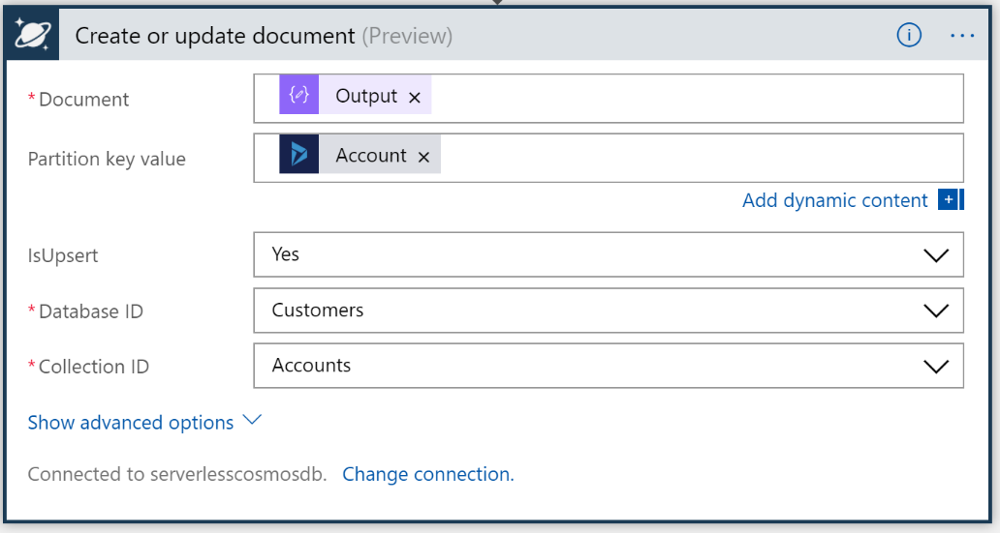 Create or update document (Preview)
* Document Output ×
Partition key value Account ×
Add dynamic content
IsUpsert Yes
* Database ID Customers
* Collection ID Accounts
Show advanced options
Connected to serverlesscosmosdb. Change connection.